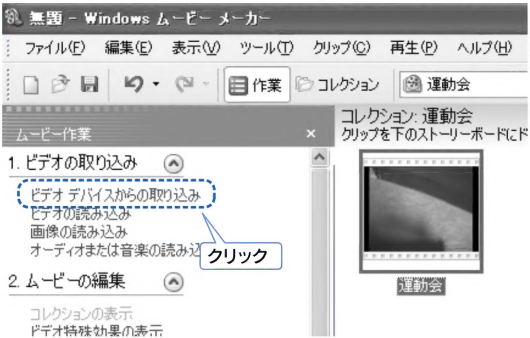 無題 - Windows ムービー メーカー
ファイル(F) 編集(E) 表示(V) ツール(T) クリップ(C) 再生(P) ヘルプ(H)
作業 コレクション 運動会
ムービー作業 ×
コレクション: 運動会
クリップを下のストーリーボードにド
1. ビデオの取り込み
ビデオ デバイスからの取り込み
ビデオの読み込み
画像の読み込み
オーディオまたは音楽の読み込
クリック
2. ムービーの編集
コレクションの表示
ビデオ特殊効果の表示
運動会